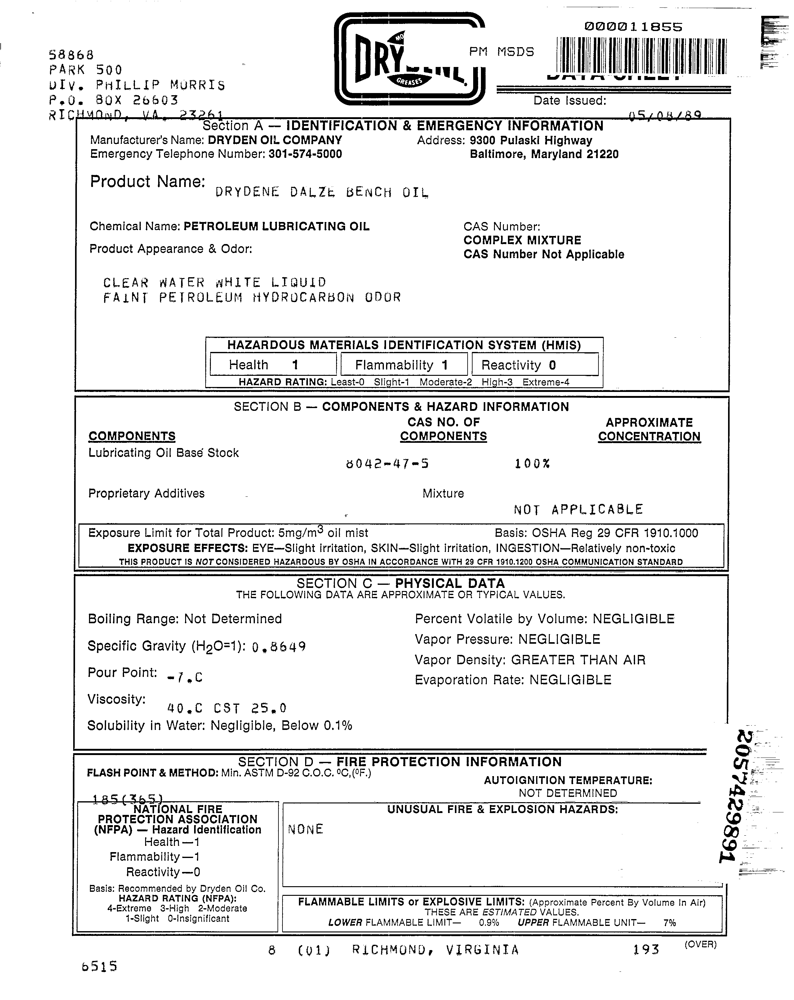 000011855
PM MSDS
DRYDENE
GREASES
DATA SHEET
58868
PARK 500
DIV. PHILLIP MORRIS
P.O. BOX 26603
RICHMOND, VA. 23261
Date Issued:
05/08/89
Section A — IDENTIFICATION & EMERGENCY INFORMATION
Manufacturer's Name: DRYDEN OIL COMPANY Address: 9300 Pulaski Highway
Emergency Telephone Number: 301-574-5000 Baltimore, Maryland 21220
Product Name: DRYDENE DALZE BENCH OIL
Chemical Name: PETROLEUM LUBRICATING OIL CAS Number:
COMPLEX MIXTURE
Product Appearance & Odor: CAS Number Not Applicable
CLEAR WATER WHITE LIQUID
FAINT PETROLEUM HYDROCARBON ODOR
HAZARDOUS MATERIALS IDENTIFICATION SYSTEM (HMIS)
Health 1 Flammability 1 Reactivity 0
HAZARD RATING: Least-0 Slight-1 Moderate-2 High-3 Extreme-4
SECTION B — COMPONENTS & HAZARD INFORMATION
COMPONENTS CAS NO. OF COMPONENTS APPROXIMATE CONCENTRATION
Lubricating Oil Base Stock 8042-47-5 100%
Proprietary Additives Mixture NOT APPLICABLE
Exposure Limit for Total Product: 5mg/m3 oil mist Basis: OSHA Reg 29 CFR 1910.1000
EXPOSURE EFFECTS: EYE—Slight irritation, SKIN—Slight irritation, INGESTION—Relatively non-toxic
THIS PRODUCT IS NOT CONSIDERED HAZARDOUS BY OSHA IN ACCORDANCE WITH 29 CFR 1910.1200 OSHA COMMUNICATION STANDARD
SECTION C — PHYSICAL DATA
THE FOLLOWING DATA ARE APPROXIMATE OR TYPICAL VALUES.
Boiling Range: Not Determined
Specific Gravity (H2O=1): 0.8649
Pour Point: -7.C
Viscosity: 40.C CST 25.0
Solubility in Water: Negligible, Below 0.1%
Percent Volatile by Volume: NEGLIGIBLE
Vapor Pressure: NEGLIGIBLE
Vapor Density: GREATER THAN AIR
Evaporation Rate: NEGLIGIBLE
SECTION D — FIRE PROTECTION INFORMATION
FLASH POINT & METHOD: Min. ASTM D-92 C.O.C. ºC,(ºF.)
185(365)
AUTOIGNITION TEMPERATURE:
NOT DETERMINED
NATIONAL FIRE
PROTECTION ASSOCIATION
(NFPA) — Hazard Identification
Health—1
Flammability—1
Reactivity—0
Basis: Recommended by Dryden Oil Co.
HAZARD RATING (NFPA):
4-Extreme 3-High 2-Moderate
1-Slight 0-Insignificant
UNUSUAL FIRE & EXPLOSION HAZARDS:
NONE
FLAMMABLE LIMITS or EXPLOSIVE LIMITS: (Approximate Percent By Volume In Air)
THESE ARE ESTIMATED VALUES.
LOWER FLAMMABLE LIMIT— 0.9% UPPER FLAMMABLE UNIT— 7%
2057429891
8 (01) RICHMOND, VIRGINIA 193 (OVER)
6515